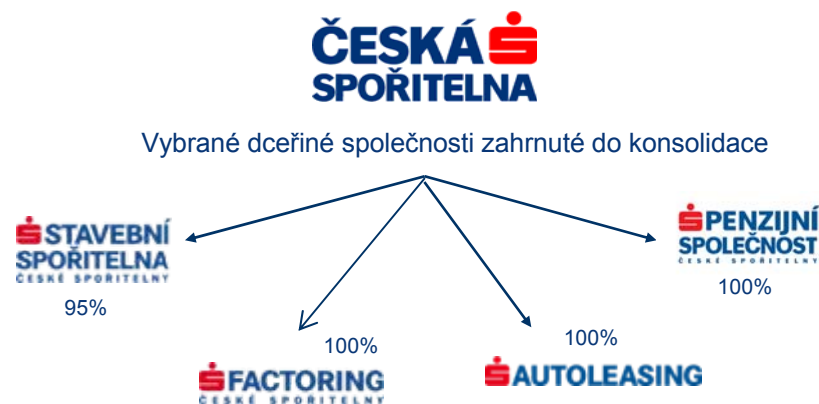 ČESKÁ
SPOŘITELNA
Vybrané dceřiné společnosti zahrnuté do konsolidace
STAVEBNÍ
SPOŘITELNA
ČESKÉ SPOŘITELNY
95%
PENZIJNÍ
SPOLEČNOST
ČESKÉ SPOŘITELNY
100%
100%
FACTORING
ČESKÉ SPOŘITELNY
100%
AUTOLEASING